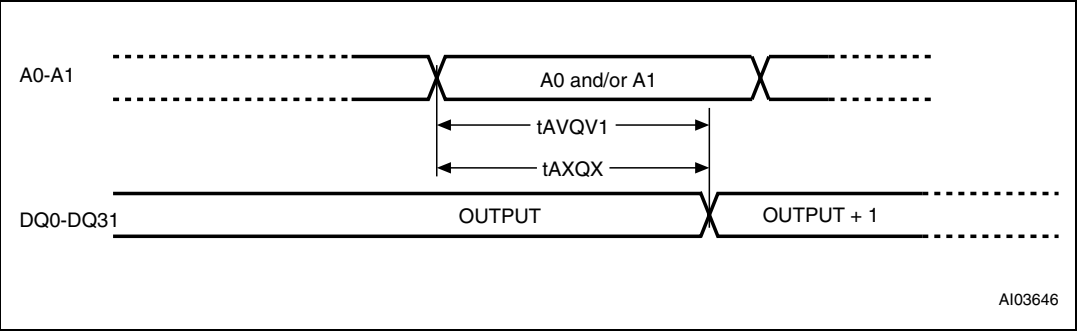 A0-A1
A0 and/or A1
tAVQV1
tAXQX
DQ0-DQ31
OUTPUT
OUTPUT + 1
AI03646